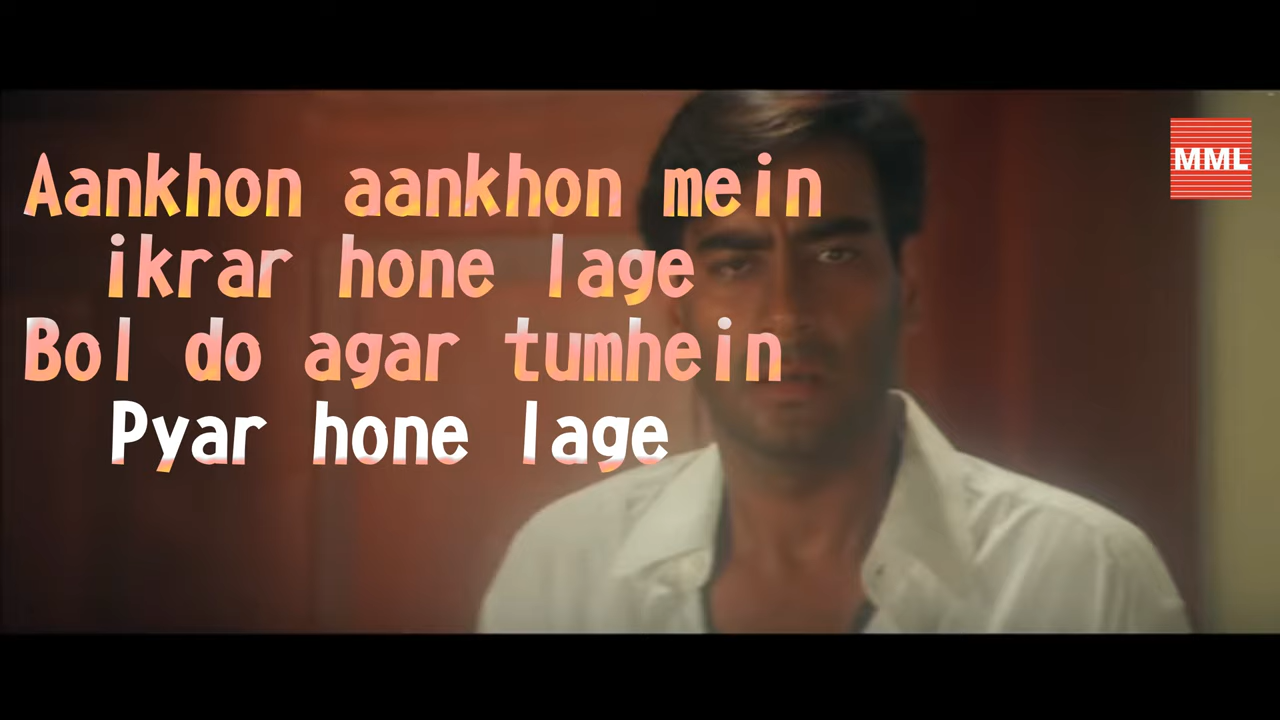 Aankhon aankhon mein
ikrar hone lage
Bol do agar tumhein
Pyar hone lage
MML